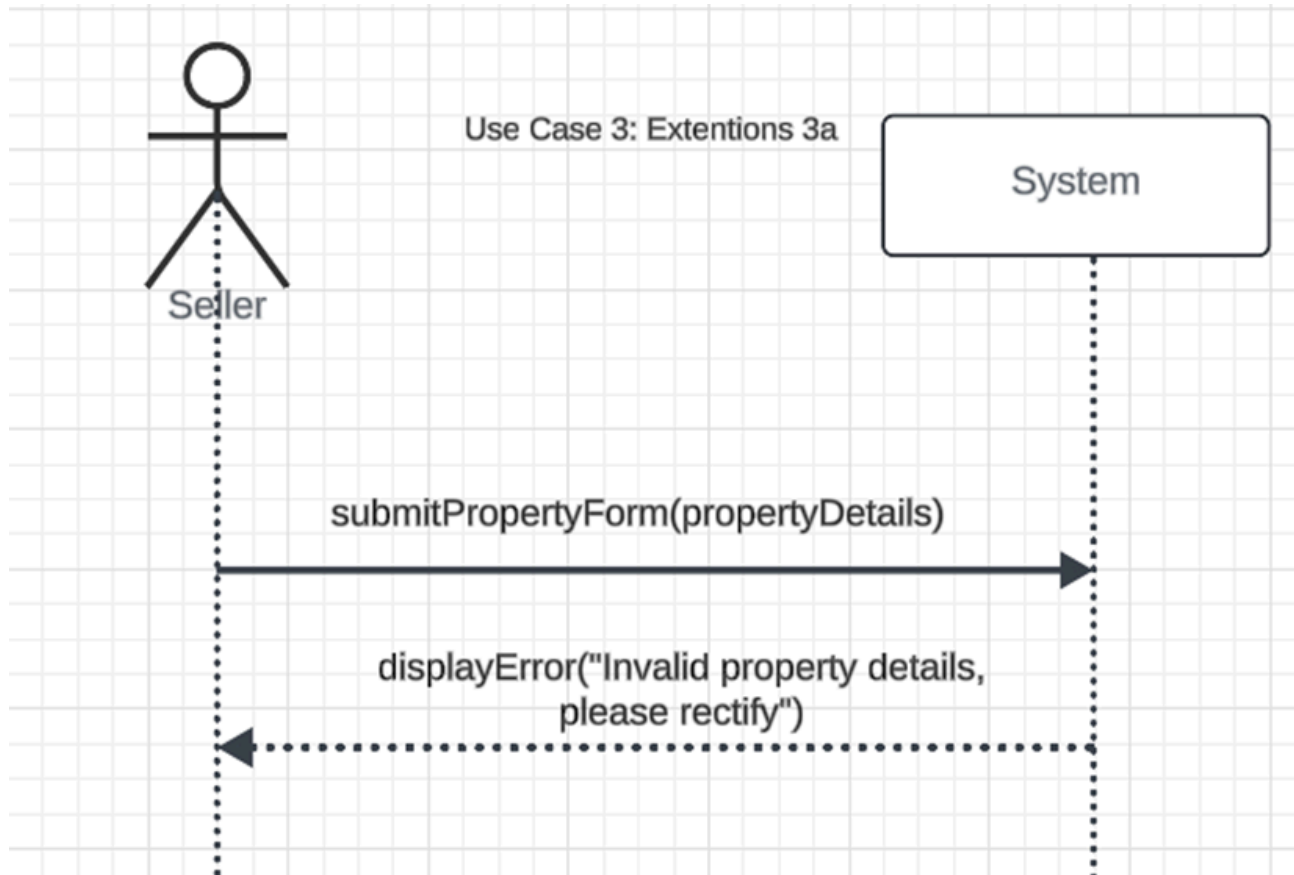 Use Case 3: Extentions 3a
System
Seller
submitPropertyForm(propertyDetails)
displayError("Invalid property details,
please rectify")